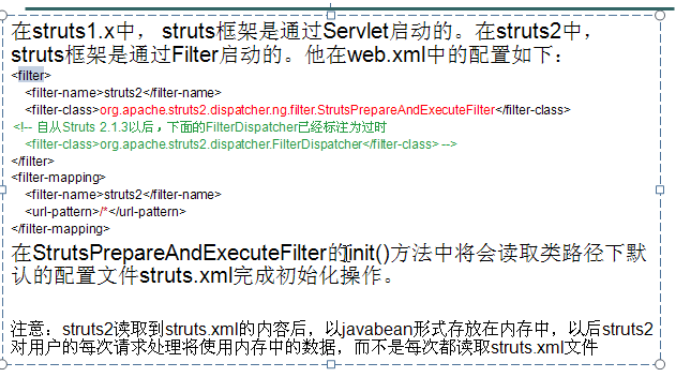 在struts1.x中， struts框架是通过Servlet启动的。在struts2中，
struts框架是通过Filter启动的。他在web.xml中的配置如下：
<filter>
<filter-name>struts2</filter-name>
<filter-class>org.apache.struts2.dispatcher.ng.filter.StrutsPrepareAndExecuteFilter</filter-class>
<!-- 自从Struts 2.1.3以后，下面的FilterDispatcher已经标注为过时
<filter-class>org.apache.struts2.dispatcher.FilterDispatcher</filter-class> -->
</filter>
<filter-mapping>
<filter-name>struts2</filter-name>
<url-pattern>/*</url-pattern>
</filter-mapping>
在StrutsPrepareAndExecuteFilter的init()方法中将会读取类路径下默
认的配置文件struts.xml完成初始化操作。
注意：struts2读取到struts.xml的内容后，以javabean形式存放在内存中，以后struts2
对用户的每次请求处理将使用内存中的数据，而不是每次都读取struts.xml文件